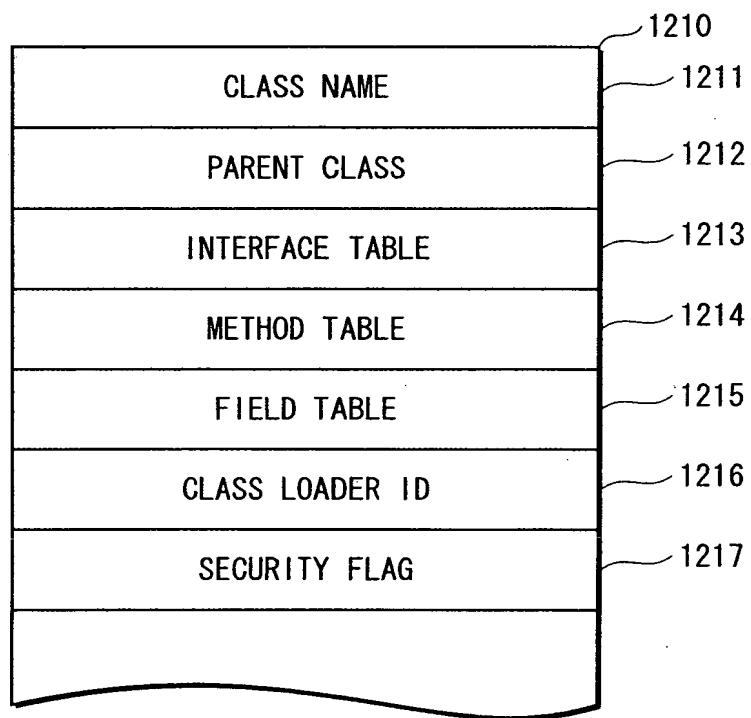 1210
CLASS NAME 1211
PARENT CLASS 1212
INTERFACE TABLE 1213
METHOD TABLE 1214
FIELD TABLE 1215
CLASS LOADER ID 1216
SECURITY FLAG 1217